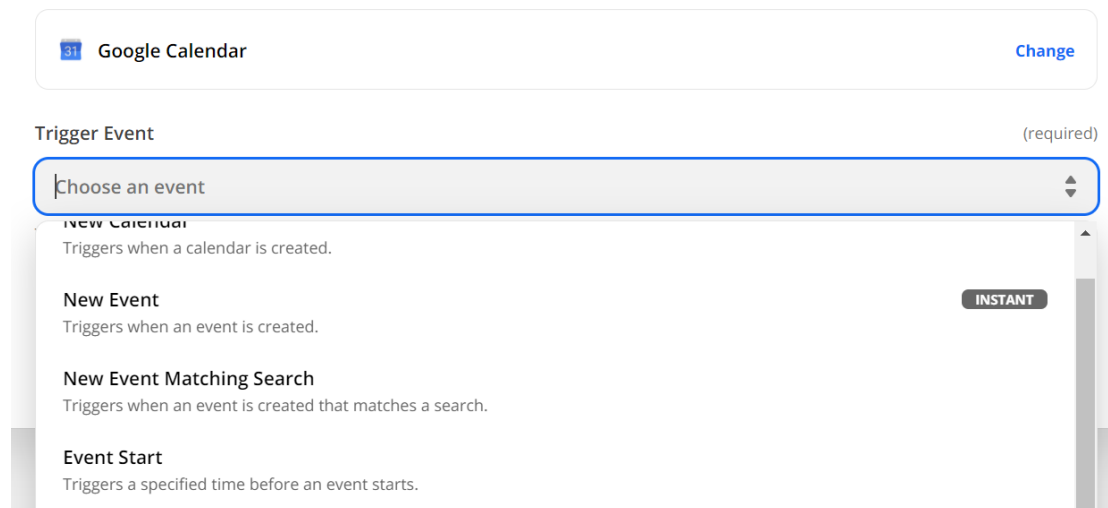 31
Google Calendar
Change
Trigger Event
(required)
Choose an event
New Calendar
Triggers when a calendar is created.
New Event
INSTANT
Triggers when an event is created.
New Event Matching Search
Triggers when an event is created that matches a search.
Event Start
Triggers a specified time before an event starts.